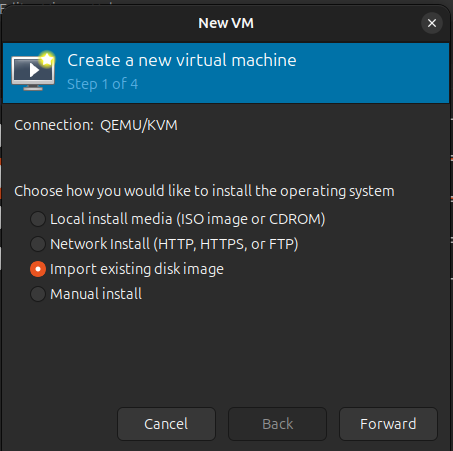 New VM
Create a new virtual machine
Step 1 of 4
Connection: QEMU/KVM
Choose how you would like to install the operating system
Local install media (ISO image or CDROM)
Network Install (HTTP, HTTPS, or FTP)
Import existing disk image
Manual install
Cancel
Back
Forward